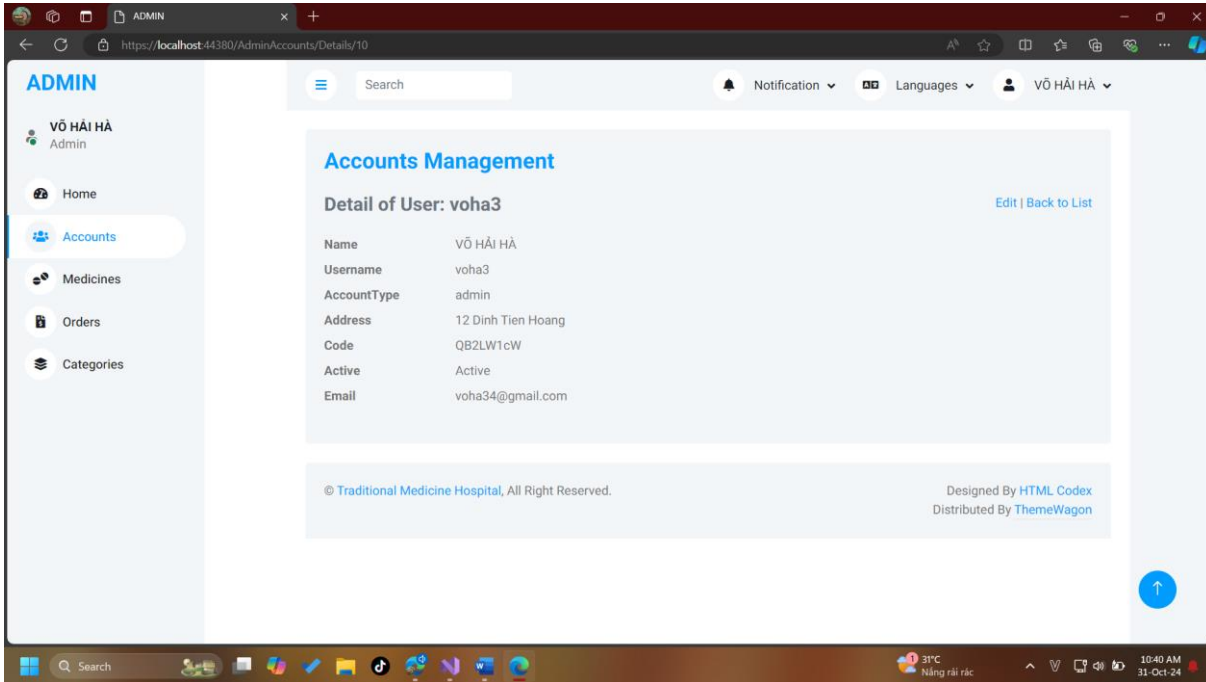 ADMIN
https://localhost:44380/AdminAccounts/Details/10
ADMIN
Search
Notification
Languages
VÕ HẢI HÀ
VÕ HẢI HÀ
Admin
Home
Accounts
Medicines
Orders
Categories
Accounts Management
Detail of User: voha3
Edit | Back to List
Name VÕ HẢI HÀ
Username voha3
AccountType admin
Address 12 Dinh Tien Hoang
Code QB2LW1cW
Active Active
Email voha34@gmail.com
© Traditional Medicine Hospital, All Right Reserved.
Designed By HTML Codex
Distributed By ThemeWagon
Search
1
31°C
Nắng rải rác
10:40 AM
31-Oct-24